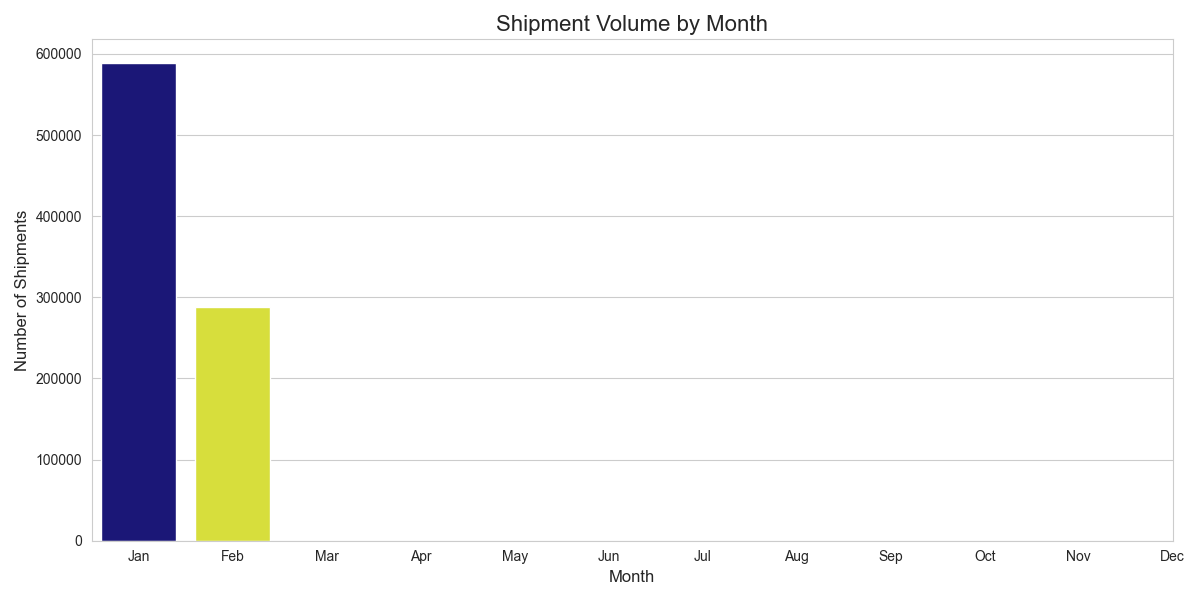 Shipment Volume by Month
Number of Shipments
600000
500000
400000
300000
200000
100000
0
Jan Feb Mar Apr May Jun Jul Aug Sep Oct Nov Dec
Month